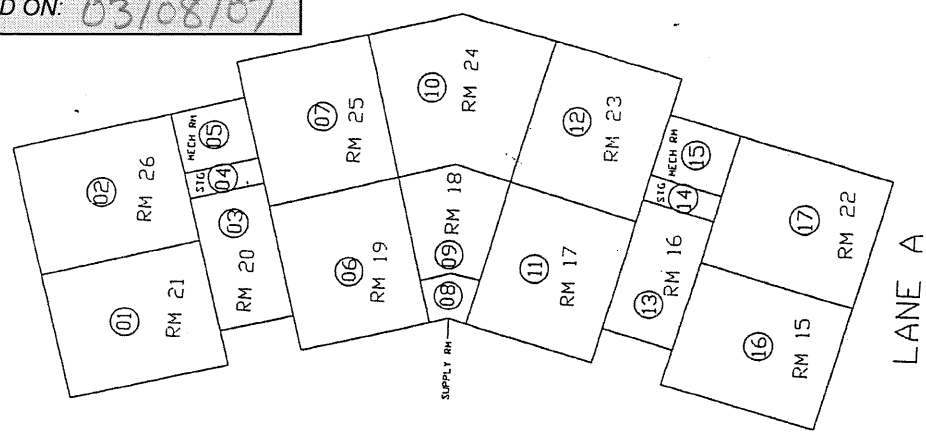 D ON: 03/08/07
10
RM 24
07
RM 25
12
RM 23
MECH RM
05
STG
04
02
RM 26
03
RM 20
01
RM 21
06
RM 19
09
RM 18
08
SUPPLY RM
11
RM 17
MECH RM
15
STG
14
13
RM 16
17
RM 22
16
RM 15
LANE A